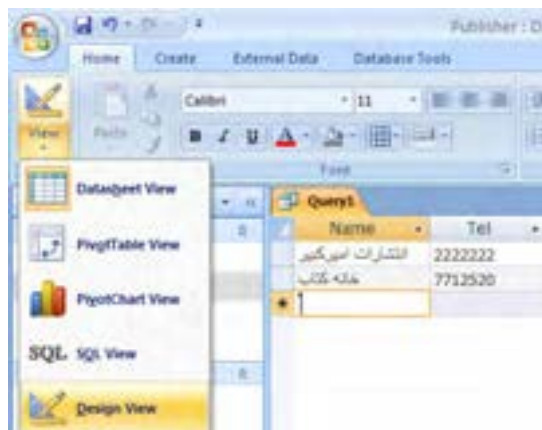 Publisher : D
Home Create External Data Database Tools
View Paste Calibri 11
B I U A
Font
Datasheet View
PivotTable View
PivotChart View
SQL SQL View
Design View
Query1
Name Tel
انتشارات امیرکبیر 2222222
خانه کتاب 7712520